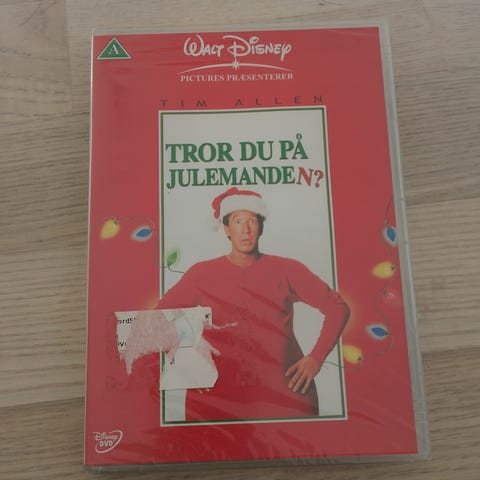 A
WALT DISNEY
PICTURES PRÆSENTERER
TIM ALLEN
TROR DU PÅ
JULEMANDEN?
Disney
DVD